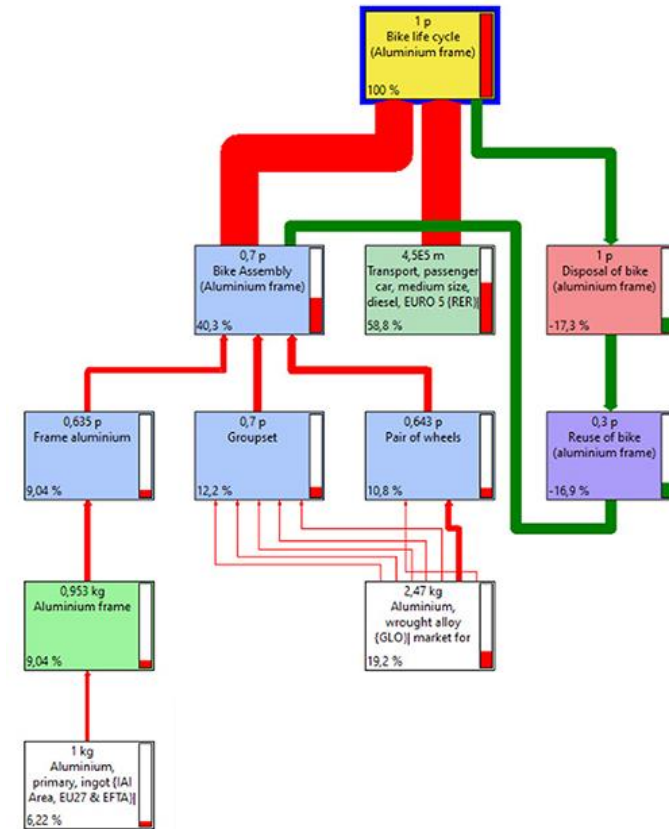 1 p
Bike life cycle
(Aluminium frame)
100 %
0,7 p
Bike Assembly
(Aluminium frame)
40,3 %
4,5E5 m
Transport, passenger
car, medium size,
diesel, EURO 5 {RER}|
58,8 %
1 p
Disposal of bike
(aluminium frame)
-17,3 %
0,635 p
Frame aluminium
9,04 %
0,7 p
Groupset
12,2 %
0,643 p
Pair of wheels
10,8 %
0,3 p
Reuse of bike
(aluminium frame)
-16,9 %
0,953 kg
Aluminium frame
9,04 %
2,47 kg
Aluminium,
wrought alloy
{GLO}| market for
19,2 %
1 kg
Aluminium,
primary, ingot {IAI
Area, EU27 & EFTA}|
6,22 %